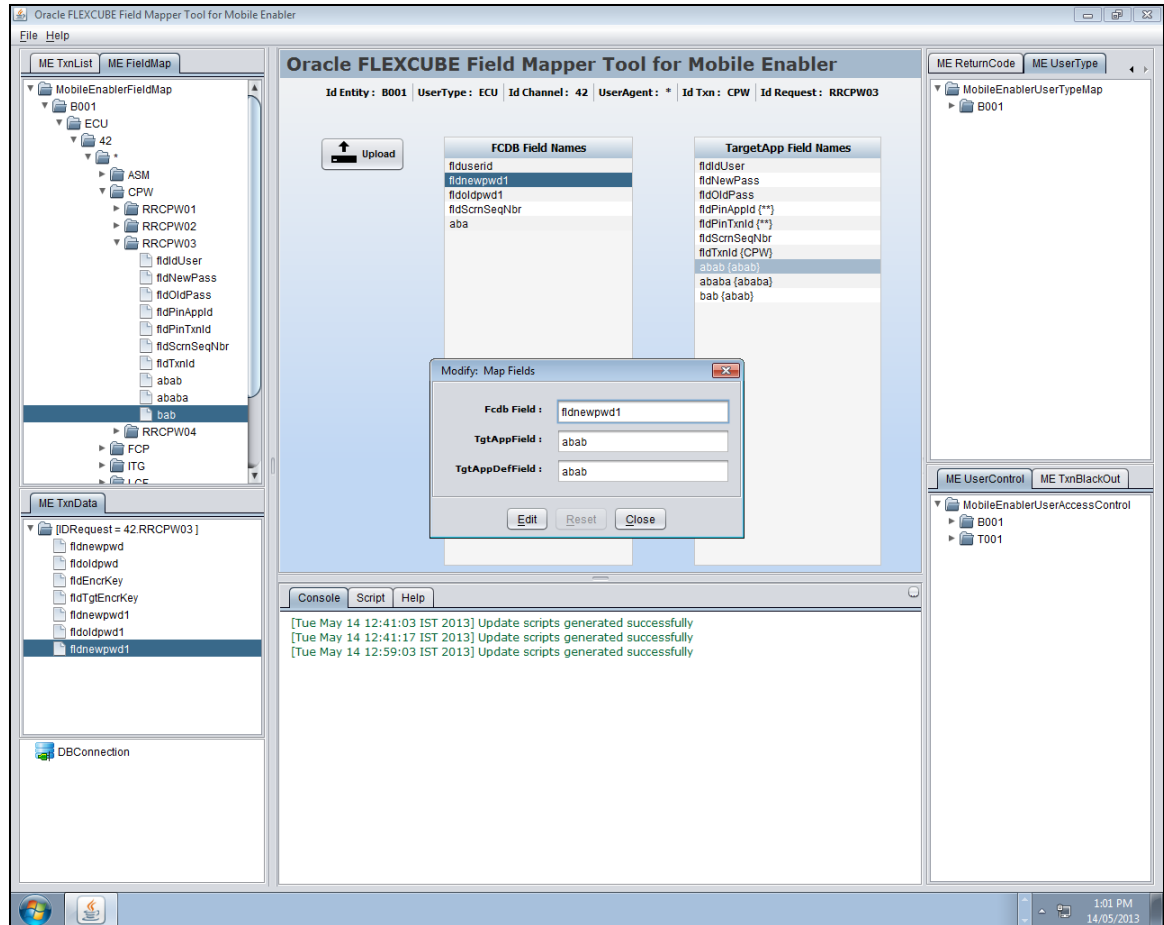 Oracle FLEXCUBE Field Mapper Tool for Mobile Enabler
File Help
ME TxnList ME FieldMap
MobileEnablerFieldMap
B001
ECU
42
*
ASM
CPW
RRCPW01
RRCPW02
RRCPW03
fldIdUser
fldNewPass
fldOldPass
fldPinAppId
fldPinTxnId
fldScrnSeqNbr
fldTxnId
abab
ababa
bab
RRCPW04
FCP
ITG
LCF
ME TxnData
[IDRequest = 42.RRCPW03 ]
fldnewpwd
fldoldpwd
fldEncrKey
fldTgtEncrKey
fldnewpwd1
fldoldpwd1
fldnewpwd1
DBConnection
Oracle FLEXCUBE Field Mapper Tool for Mobile Enabler
Id Entity : B001 UserType : ECU Id Channel : 42 UserAgent : * Id Txn : CPW Id Request : RRCPW03
Upload
FCDB Field Names
flduserid
fldnewpwd1
fldoldpwd1
fldScrnSeqNbr
aba
TargetApp Field Names
fldIdUser
fldNewPass
fldOldPass
fldPinAppId {**}
fldPinTxnId {**}
fldScrnSeqNbr
fldTxnId {CPW}
abab {abab}
ababa {ababa}
bab {abab}
Modify: Map Fields
Fcdb Field : fldnewpwd1
TgtAppField : abab
TgtAppDefField : abab
Edit Reset Close
Console Script Help
[Tue May 14 12:41:03 IST 2013] Update scripts generated successfully
[Tue May 14 12:41:17 IST 2013] Update scripts generated successfully
[Tue May 14 12:59:03 IST 2013] Update scripts generated successfully
ME ReturnCode ME UserType
MobileEnablerUserTypeMap
B001
ME UserControl ME TxnBlackOut
MobileEnablerUserAccessControl
B001
T001
1:01 PM
14/05/2013